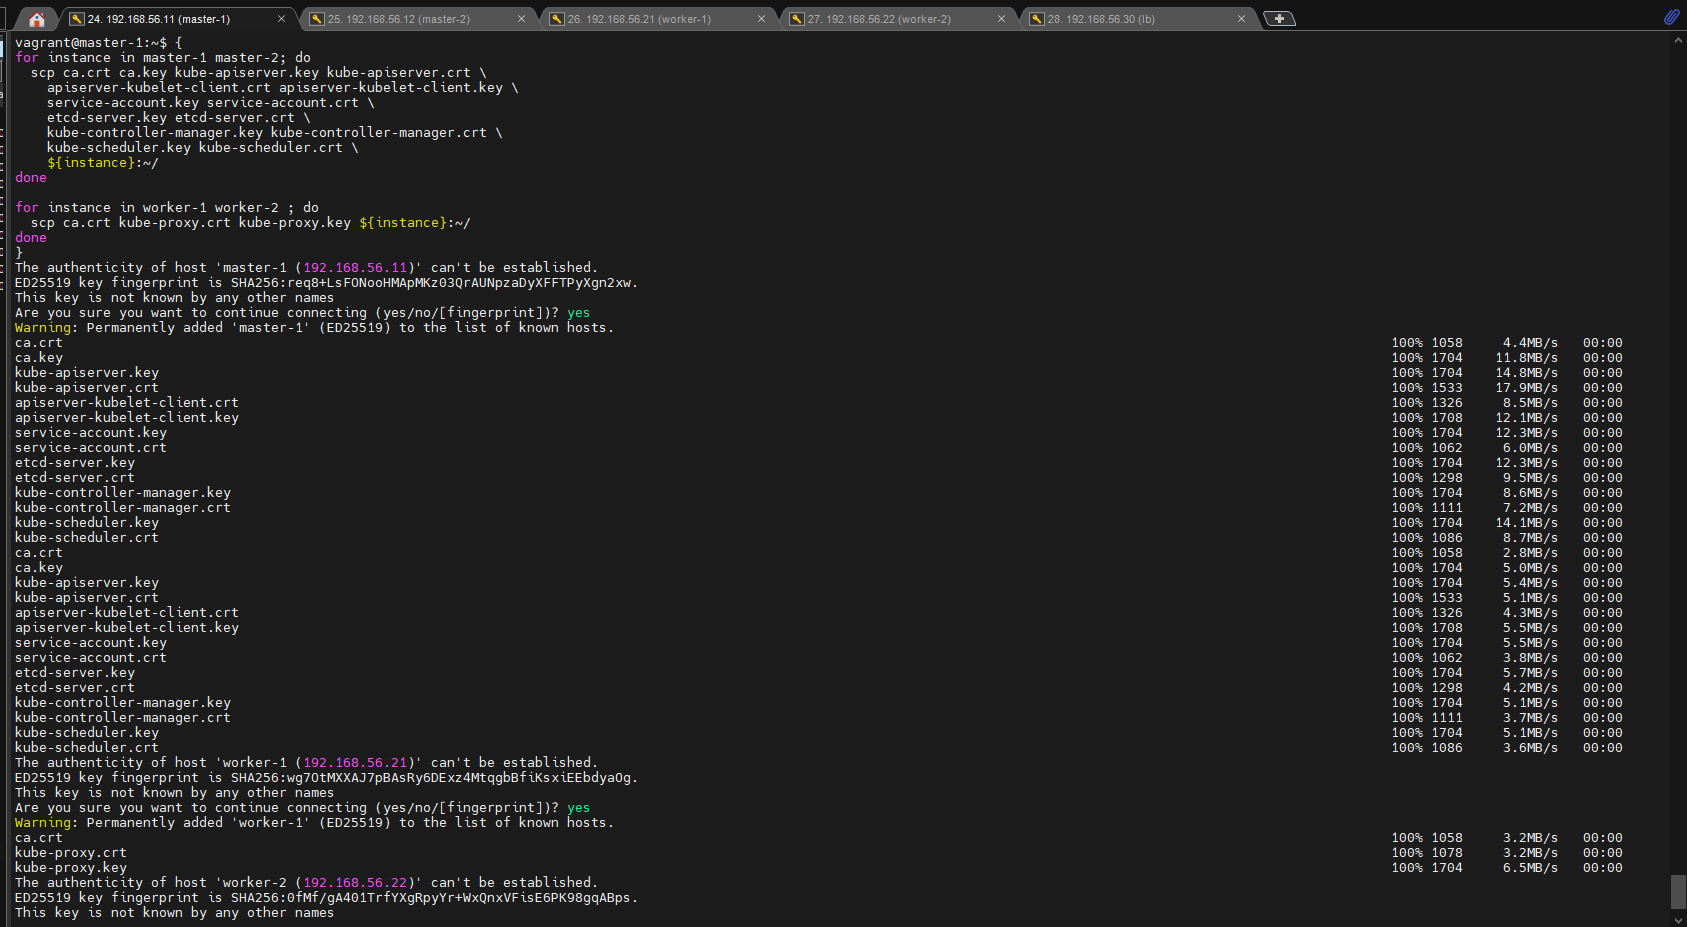 24. 192.168.56.11 (master-1)
25. 192.168.56.12 (master-2)
26. 192.168.56.21 (worker-1)
27. 192.168.56.22 (worker-2)
28. 192.168.56.30 (lb)
vagrant@master-1:~$ {
for instance in master-1 master-2; do
  scp ca.crt ca.key kube-apiserver.key kube-apiserver.crt \
    apiserver-kubelet-client.crt apiserver-kubelet-client.key \
    service-account.key service-account.crt \
    etcd-server.key etcd-server.crt \
    kube-controller-manager.key kube-controller-manager.crt \
    kube-scheduler.key kube-scheduler.crt \
    ${instance}:~/
done
for instance in worker-1 worker-2 ; do
  scp ca.crt kube-proxy.crt kube-proxy.key ${instance}:~/
done
}
The authenticity of host 'master-1 (192.168.56.11)' can't be established.
ED25519 key fingerprint is SHA256:req8+LsFONooHMApMKz03QrAUNpzaDyXFFTPyXgn2xw.
This key is not known by any other names
Are you sure you want to continue connecting (yes/no/[fingerprint])? yes
Warning: Permanently added 'master-1' (ED25519) to the list of known hosts.
ca.crt 100% 1058 4.4MB/s 00:00
ca.key 100% 1704 11.8MB/s 00:00
kube-apiserver.key 100% 1704 14.8MB/s 00:00
kube-apiserver.crt 100% 1533 17.9MB/s 00:00
apiserver-kubelet-client.crt 100% 1326 8.5MB/s 00:00
apiserver-kubelet-client.key 100% 1708 12.1MB/s 00:00
service-account.key 100% 1704 12.3MB/s 00:00
service-account.crt 100% 1062 6.0MB/s 00:00
etcd-server.key 100% 1704 12.3MB/s 00:00
etcd-server.crt 100% 1298 9.5MB/s 00:00
kube-controller-manager.key 100% 1704 8.6MB/s 00:00
kube-controller-manager.crt 100% 1111 7.2MB/s 00:00
kube-scheduler.key 100% 1704 14.1MB/s 00:00
kube-scheduler.crt 100% 1086 8.7MB/s 00:00
ca.crt 100% 1058 2.8MB/s 00:00
ca.key 100% 1704 5.0MB/s 00:00
kube-apiserver.key 100% 1704 5.4MB/s 00:00
kube-apiserver.crt 100% 1533 5.1MB/s 00:00
apiserver-kubelet-client.crt 100% 1326 4.3MB/s 00:00
apiserver-kubelet-client.key 100% 1708 5.5MB/s 00:00
service-account.key 100% 1704 5.5MB/s 00:00
service-account.crt 100% 1062 3.8MB/s 00:00
etcd-server.key 100% 1704 5.7MB/s 00:00
etcd-server.crt 100% 1298 4.2MB/s 00:00
kube-controller-manager.key 100% 1704 5.1MB/s 00:00
kube-controller-manager.crt 100% 1111 3.7MB/s 00:00
kube-scheduler.key 100% 1704 5.1MB/s 00:00
kube-scheduler.crt 100% 1086 3.6MB/s 00:00
The authenticity of host 'worker-1 (192.168.56.21)' can't be established.
ED25519 key fingerprint is SHA256:wg7OtMXXAJ7pBAsRy6DExz4MtqgbBfiKsxiEEbdyaOg.
This key is not known by any other names
Are you sure you want to continue connecting (yes/no/[fingerprint])? yes
Warning: Permanently added 'worker-1' (ED25519) to the list of known hosts.
ca.crt 100% 1058 3.2MB/s 00:00
kube-proxy.crt 100% 1078 3.2MB/s 00:00
kube-proxy.key 100% 1704 6.5MB/s 00:00
The authenticity of host 'worker-2 (192.168.56.22)' can't be established.
ED25519 key fingerprint is SHA256:0fMf/gA401TrfYXgRpyYr+WxQnxVFisE6PK98gqABps.
This key is not known by any other names